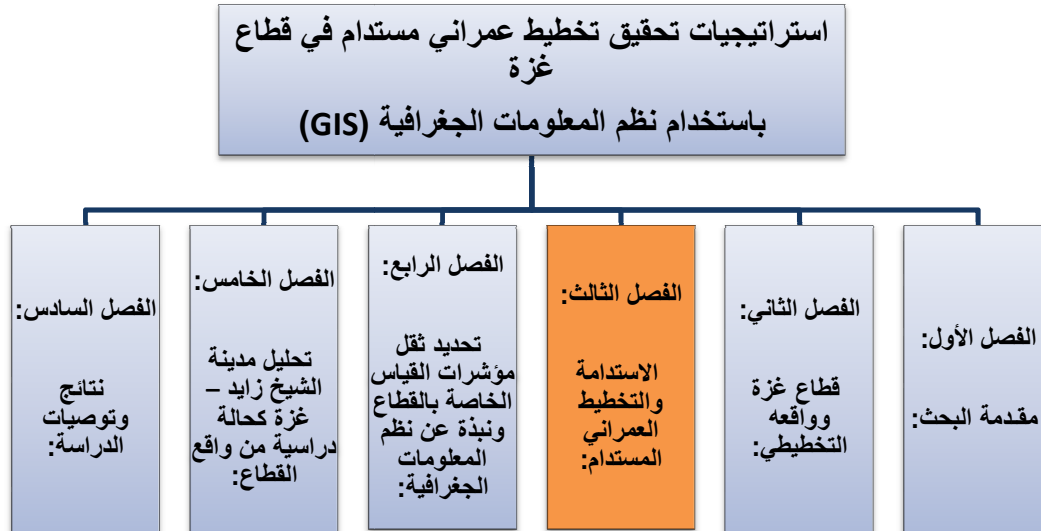 استراتيجيات تحقيق تخطيط عمراني مستدام في قطاع
غزة
باستخدام نظم المعلومات الجغرافية (GIS)
الفصل الأول:
مقدمة البحث:
الفصل الثاني:
قطاع غزة
وواقعه
التخطيطي:
الفصل الثالث:
الاستدامة
والتخطيط
العمراني
المستدام:
الفصل الرابع:
تحديد ثقل
مؤشرات القياس
الخاصة بالقطاع
ونبذة عن نظم
المعلومات
الجغرافية:
الفصل الخامس:
تحليل مدينة
الشيخ زايد –
غزة كحالة
دراسية من واقع
القطاع:
الفصل السادس:
نتائج
وتوصيات
الدراسة: